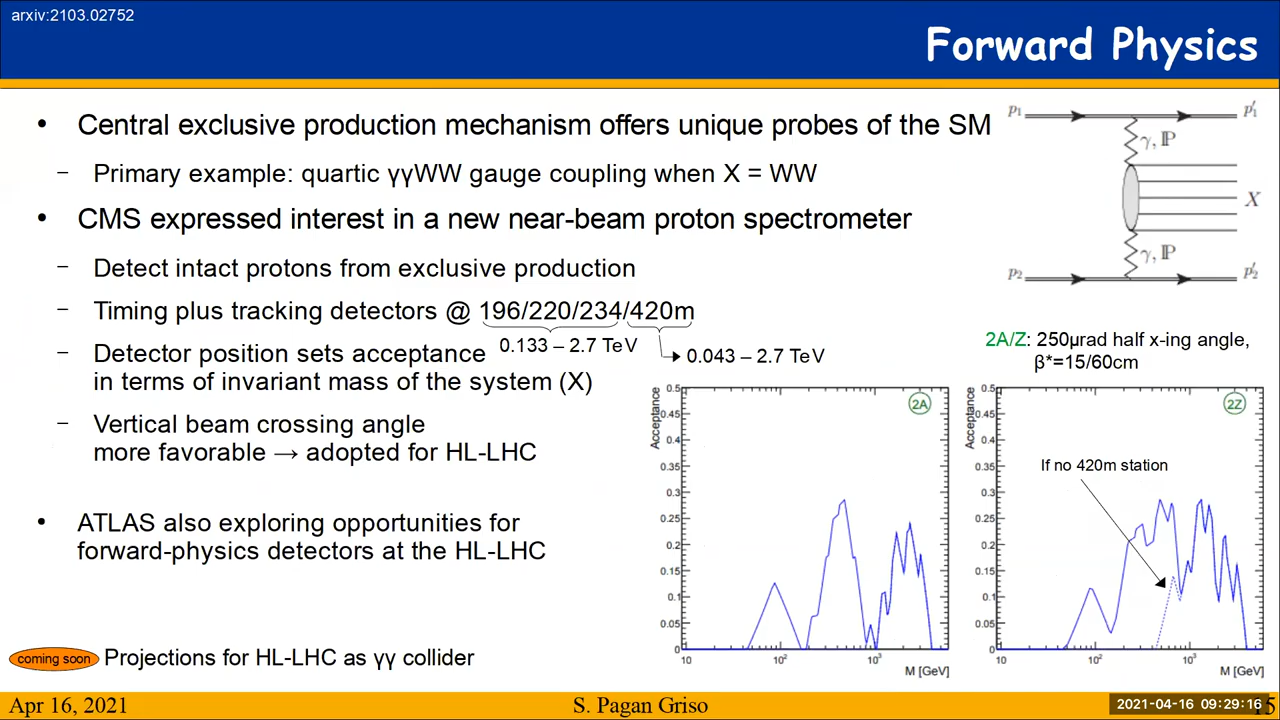 arxiv:2103.02752
Forward Physics
• Central exclusive production mechanism offers unique probes of the SM
– Primary example: quartic γγWW gauge coupling when X = WW
• CMS expressed interest in a new near-beam proton spectrometer
– Detect intact protons from exclusive production
– Timing plus tracking detectors @ 196/220/234/420m
0.133 – 2.7 TeV
0.043 – 2.7 TeV
– Detector position sets acceptance
in terms of invariant mass of the system (X)
– Vertical beam crossing angle
more favorable → adopted for HL-LHC
• ATLAS also exploring opportunities for
forward-physics detectors at the HL-LHC
coming soon Projections for HL-LHC as γγ collider
p₁ p′₁
γ, ℙ
X
γ, ℙ
p₂ p′₂
2A/Z: 250μrad half x-ing angle,
β*=15/60cm
Acceptance
0.5
0.45
0.4
0.35
0.3
0.25
0.2
0.15
0.1
0.05
0
10 10² 10³
M [GeV]
2A
Acceptance
0.5
0.45
0.4
0.35
0.3
0.25
0.2
0.15
0.1
0.05
0
10 10² 10³
M [GeV]
2Z
If no 420m station
Apr 16, 2021 S. Pagan Griso 15
2021-04-16 09:29:16